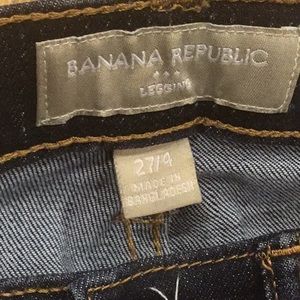 BANANA REPUBLIC
LEGGING
27/4
MADE IN
BANGLADESH